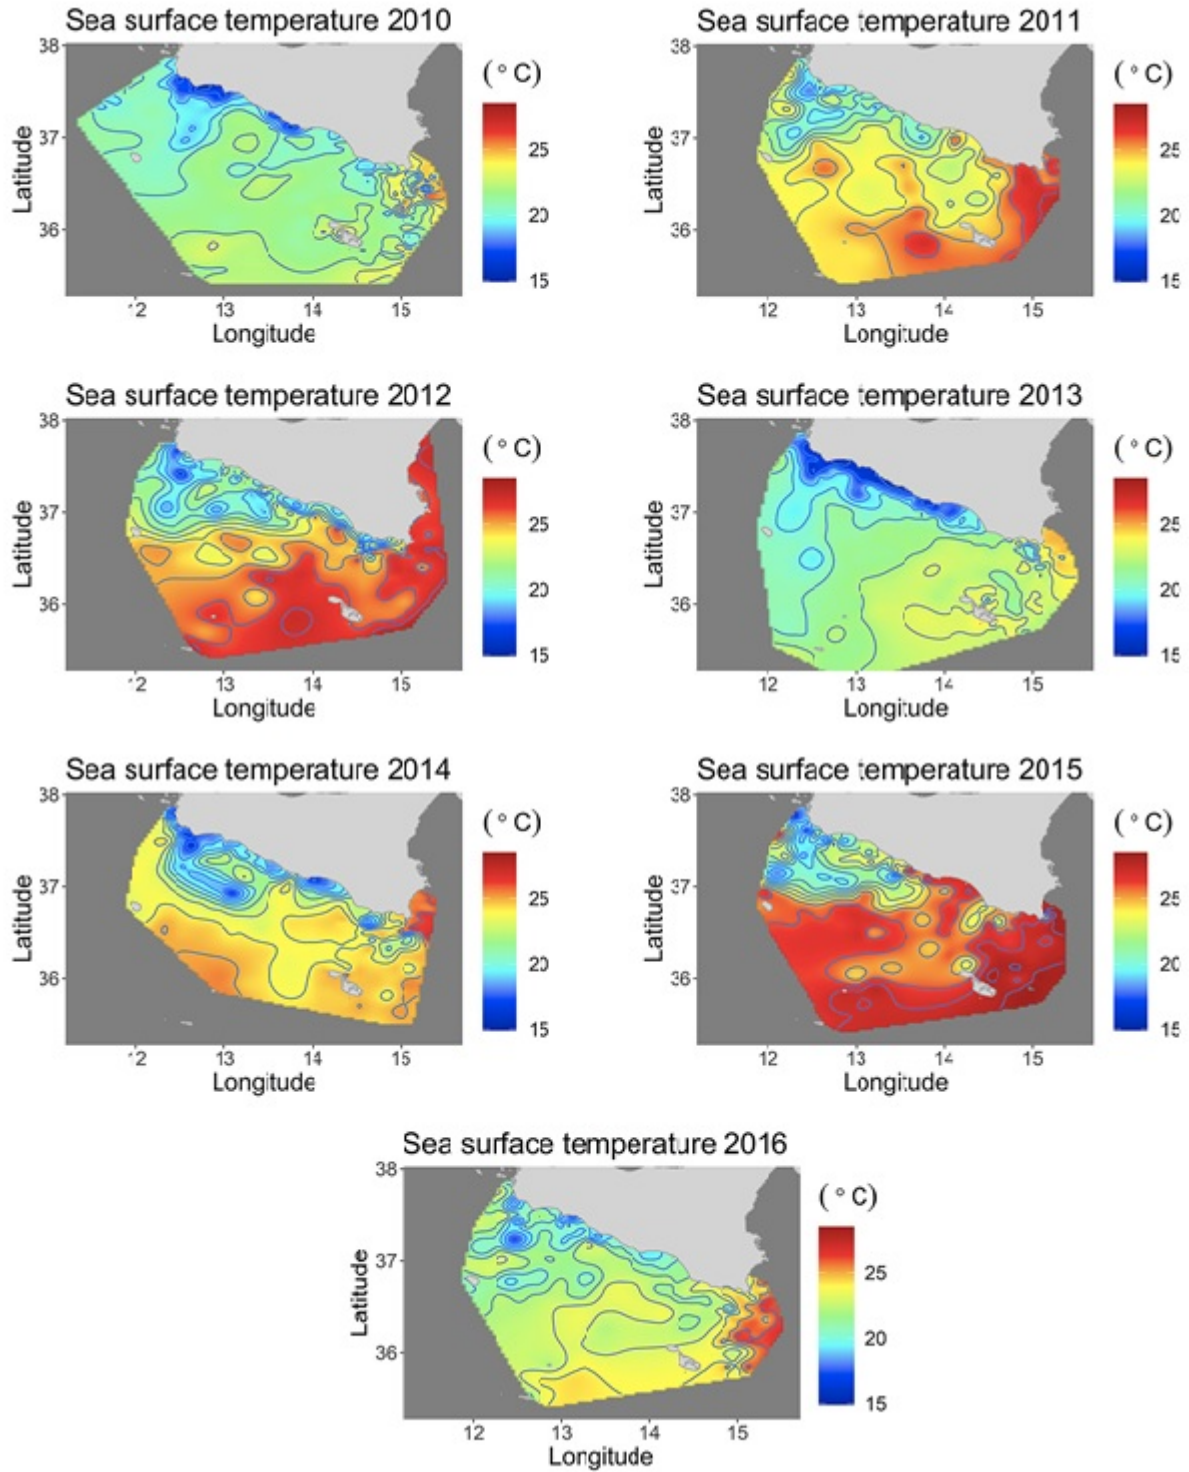 Sea surface temperature 2010
Sea surface temperature 2011
38
37
36
Latitude
12
13
14
15
Longitude
(°C)
25
20
15
38
37
36
Latitude
12
13
14
15
Longitude
(°C)
25
20
15
Sea surface temperature 2012
Sea surface temperature 2013
38
37
36
Latitude
12
13
14
15
Longitude
(°C)
25
20
15
38
37
36
Latitude
12
13
14
15
Longitude
(°C)
25
20
15
Sea surface temperature 2014
Sea surface temperature 2015
38
37
36
Latitude
12
13
14
15
Longitude
(°C)
25
20
15
38
37
36
Latitude
12
13
14
15
Longitude
(°C)
25
20
15
Sea surface temperature 2016
38
37
36
Latitude
12
13
14
15
Longitude
(°C)
25
20
15